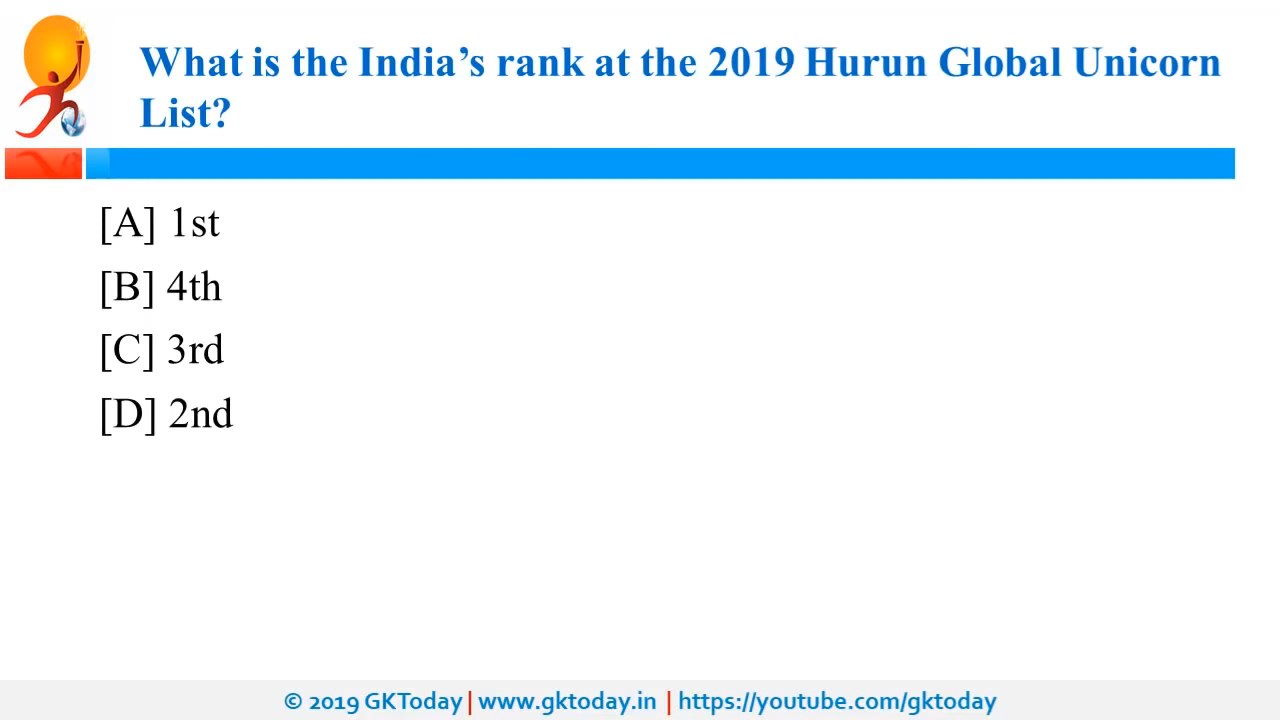 What is the India’s rank at the 2019 Hurun Global Unicorn
List?
[A] 1st
[B] 4th
[C] 3rd
[D] 2nd
© 2019 GKToday | www.gktoday.in | https://youtube.com/gktoday